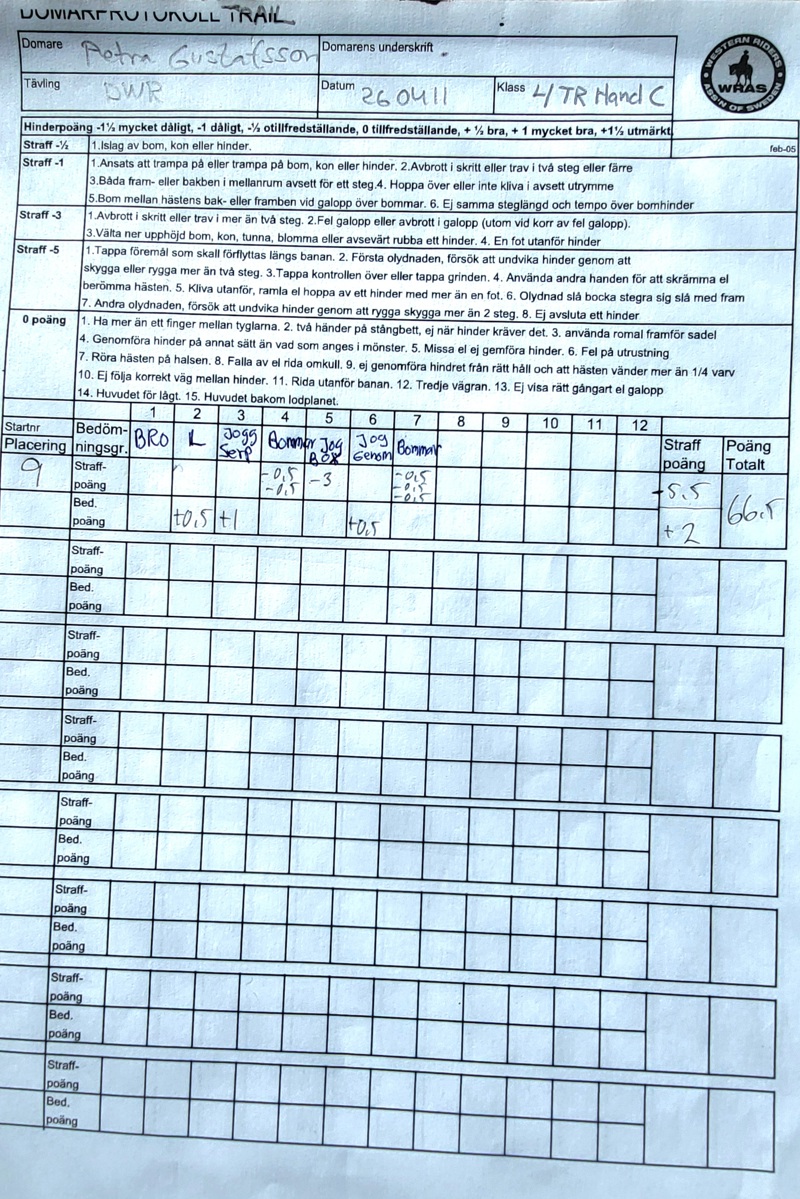 DOMARPROTOKOLL TRAIL
Domare Petra Gustafsson
Domarens underskrift
WESTERN RIDERS
WRAS
ASS'N OF SWEDEN
Tävling DWR
Datum 260411
Klass 4/TR Hand C
Hinderpoäng -1½ mycket dåligt, -1 dåligt, -½ otillfredställande, 0 tillfredställande, + ½ bra, + 1 mycket bra, +1½ utmärkt
feb-05
Straff -½ 1.Islag av bom, kon eller hinder.
Straff -1 1.Ansats att trampa på eller trampa på bom, kon eller hinder. 2.Avbrott i skritt eller trav i två steg eller färre
3.Båda fram- eller bakben i mellanrum avsett för ett steg.4. Hoppa över eller inte kliva i avsett utrymme
5.Bom mellan hästens bak- eller framben vid galopp över bommar. 6. Ej samma steglängd och tempo över bomhinder
Straff -3 1.Avbrott i skritt eller trav i mer än två steg. 2.Fel galopp eller avbrott i galopp (utom vid korr av fel galopp).
3.Välta ner upphöjd bom, kon, tunna, blomma eller avsevärt rubba ett hinder. 4. En fot utanför hinder
Straff -5 1.Tappa föremål som skall förflyttas längs banan. 2. Första olydnaden, försök att undvika hinder genom att
skygga eller rygga mer än två steg. 3.Tappa kontrollen över eller tappa grinden. 4. Använda andra handen för att skrämma el
berömma hästen. 5. Kliva utanför, ramla el hoppa av ett hinder med mer än en fot. 6. Olydnad slå bocka stegra sig slå med fram
7. Andra olydnaden, försök att undvika hinder genom att rygga skygga mer än 2 steg. 8. Ej avsluta ett hinder
0 poäng 1. Ha mer än ett finger mellan tyglarna. 2. två händer på stångbett, ej när hinder kräver det. 3. använda romal framför sadel
4. Genomföra hinder på annat sätt än vad som anges i mönster. 5. Missa el ej gemföra hinder. 6. Fel på utrustning
7. Röra hästen på halsen. 8. Falla av el rida omkull. 9. ej genomföra hindret från rätt håll och att hästen vänder mer än 1/4 varv
10. Ej följa korrekt väg mellan hinder. 11. Rida utanför banan. 12. Tredje vägran. 13. Ej visa rätt gångart el galopp
14. Huvudet för lågt. 15. Huvudet bakom lodplanet.
1 2 3 4 5 6 7 8 9 10 11 12
Startnr Bedöm- BRO L Jogg Bommar Jog Jog Bommar Straff Poäng
Placering ningsgr. Serp Box Genom poäng Totalt
9 Straff- -0,5 -3 -0,5 -5.5 66,5
poäng -0,5 -0,5
-0,5
Bed.
poäng +0,5 +1 +0,5 +2
Straff-
poäng
Bed.
poäng
Straff-
poäng
Bed.
poäng
Straff-
poäng
Bed.
poäng
Straff-
poäng
Bed.
poäng
Straff-
poäng
Bed.
poäng
Straff-
poäng
Bed.
poäng
Straff-
poäng
Bed.
poäng